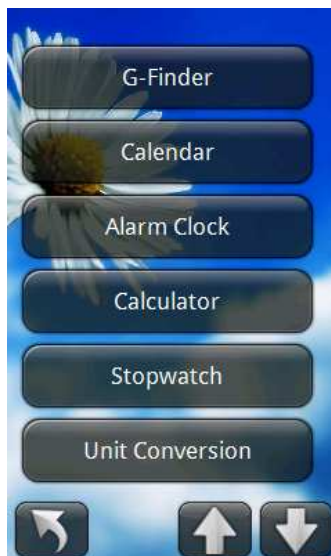 G-Finder
Calendar
Alarm Clock
Calculator
Stopwatch
Unit Conversion